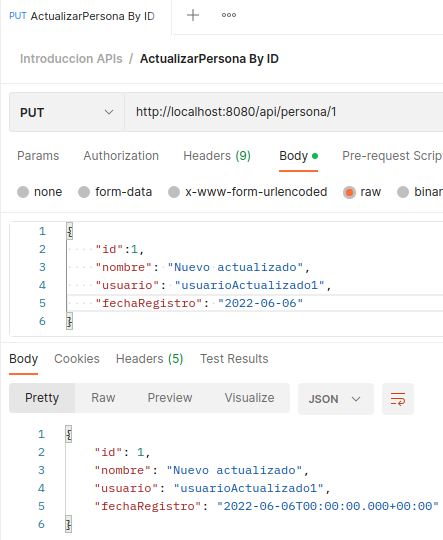 PUT ActualizarPersona By ID
Introduccion APIs / ActualizarPersona By ID
PUT http://localhost:8080/api/persona/1
Params Authorization Headers (9) Body Pre-request Scrip
none form-data x-www-form-urlencoded raw binar
1 {
2 "id":1,
3 "nombre": "Nuevo actualizado",
4 "usuario": "usuarioActualizado1",
5 "fechaRegistro": "2022-06-06"
6 }
Body Cookies Headers (5) Test Results
Pretty Raw Preview Visualize JSON
1 {
2 "id": 1,
3 "nombre": "Nuevo actualizado",
4 "usuario": "usuarioActualizado1",
5 "fechaRegistro": "2022-06-06T00:00:00.000+00:00"
6 }